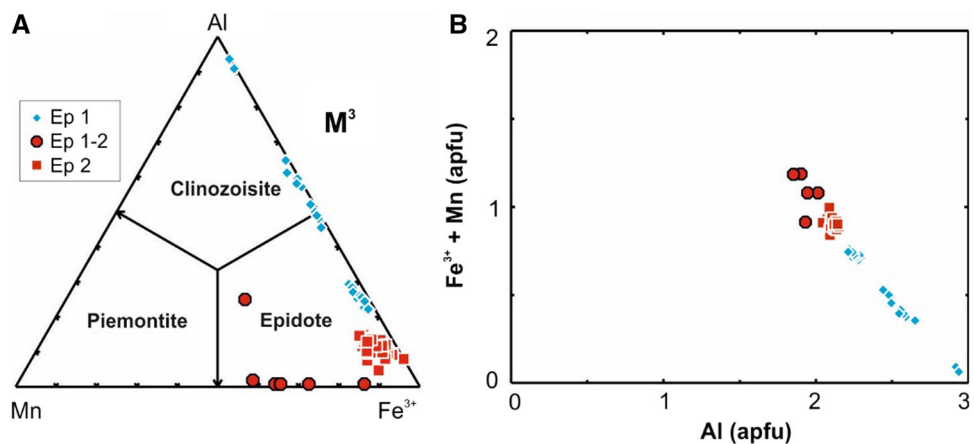 A
Al
Ep 1
Ep 1-2
Ep 2
M³
Clinozoisite
Piemontite
Epidote
Mn
Fe³⁺
B
2
1
0
Fe³⁺ + Mn (apfu)
0 1 2 3
Al (apfu)